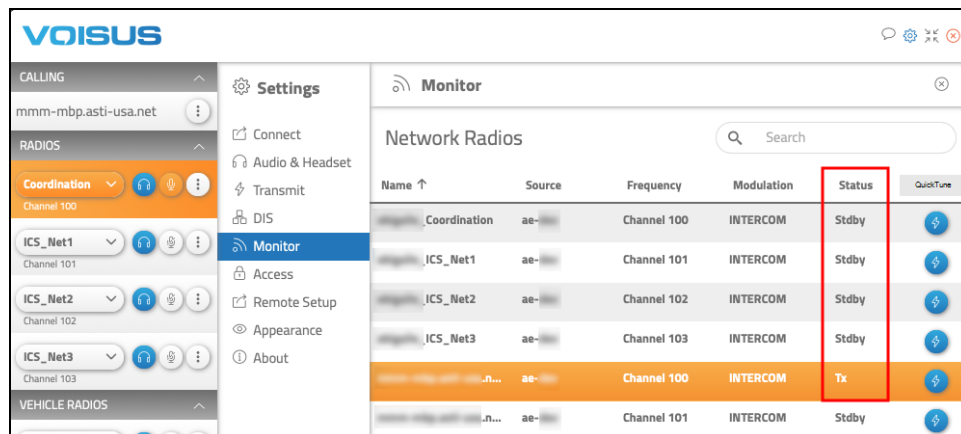 VOISUS
CALLING
mmm-mbp.asti-usa.net
RADIOS
Coordination
Channel 100
ICS_Net1
Channel 101
ICS_Net2
Channel 102
ICS_Net3
Channel 103
VEHICLE RADIOS
Settings
Connect
Audio & Headset
Transmit
DIS
Monitor
Access
Remote Setup
Appearance
About
Monitor
Network Radios
Search
Name ↑ Source Frequency Modulation Status QuickTune
_Coordination ae- Channel 100 INTERCOM Stdby
_ICS_Net1 ae- Channel 101 INTERCOM Stdby
_ICS_Net2 ae- Channel 102 INTERCOM Stdby
_ICS_Net3 ae- Channel 103 INTERCOM Stdby
.n... ae- Channel 100 INTERCOM Tx
.n... ae- Channel 101 INTERCOM Stdby